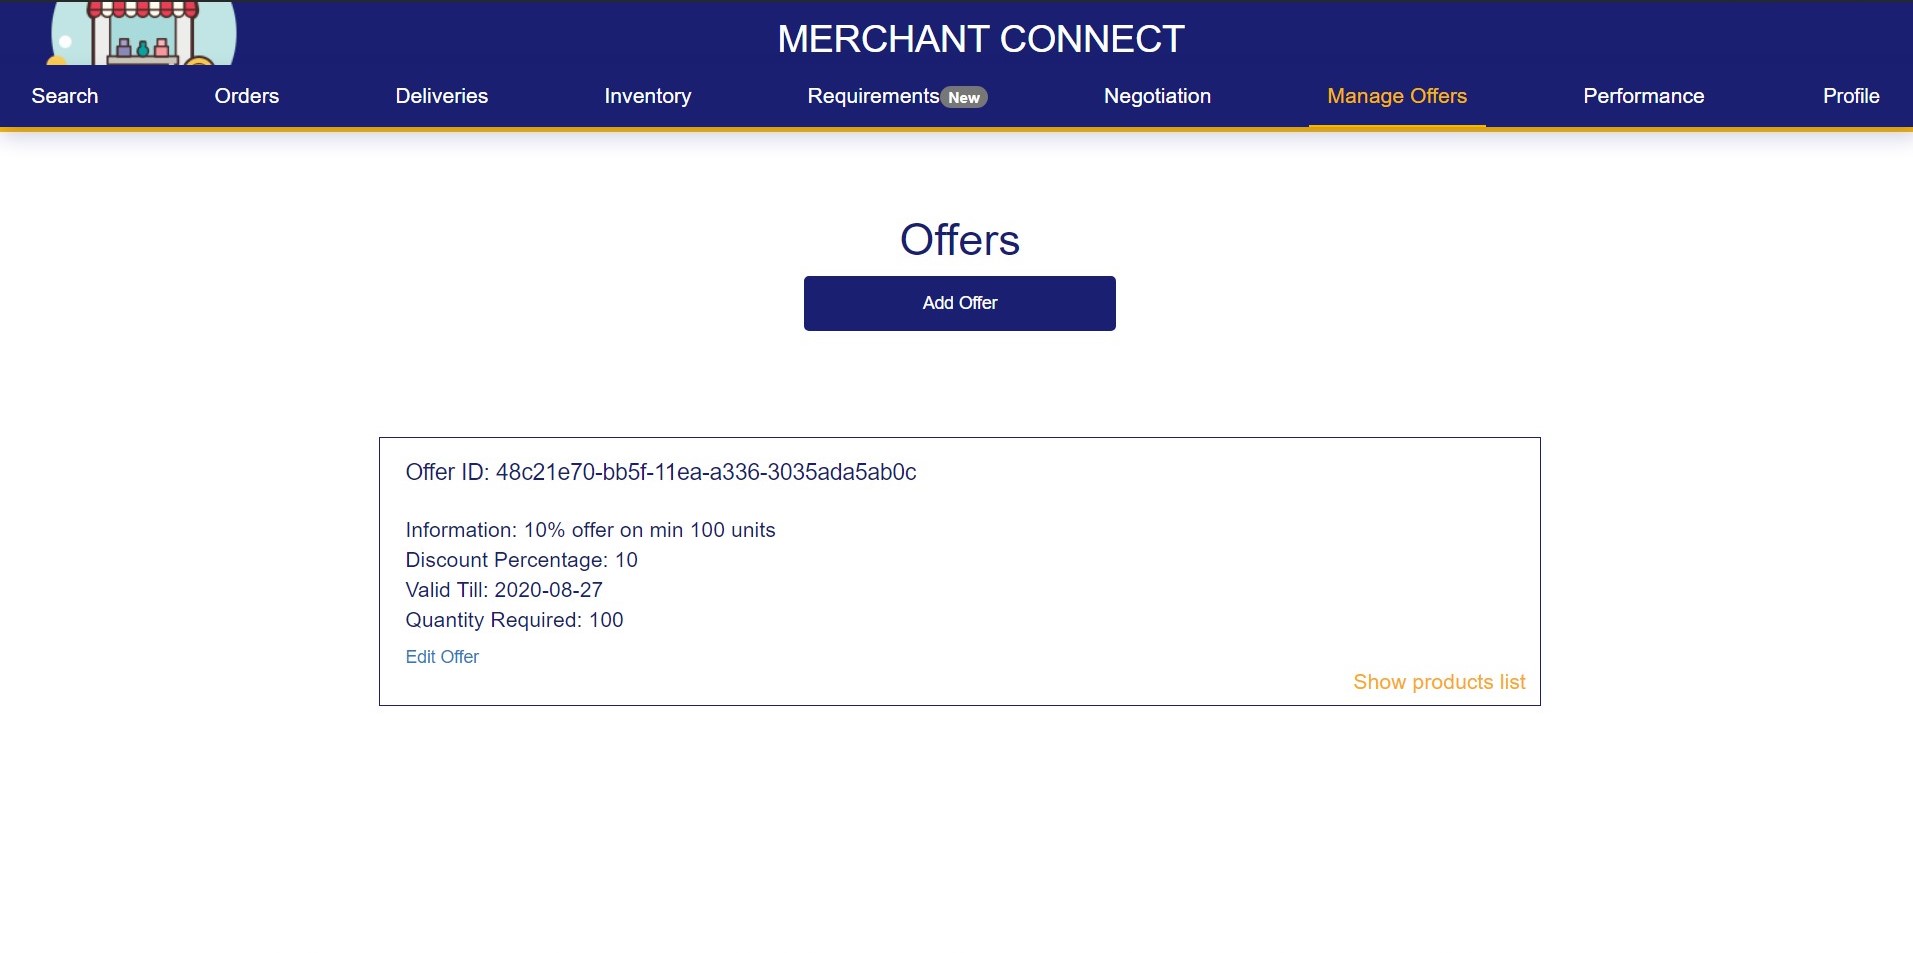 MERCHANT CONNECT
Search Orders Deliveries Inventory Requirements New Negotiation Manage Offers Performance Profile
Offers
Add Offer
Offer ID: 48c21e70-bb5f-11ea-a336-3035ada5ab0c
Information: 10% offer on min 100 units
Discount Percentage: 10
Valid Till: 2020-08-27
Quantity Required: 100
Edit Offer
Show products list